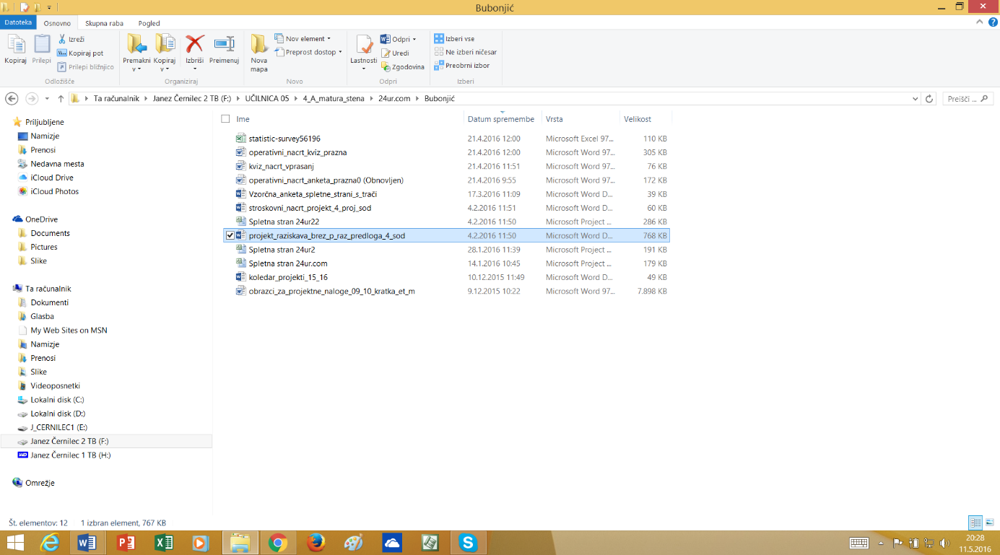 Bubonjić
Datoteka Osnovno Skupna raba Pogled
Kopiraj Prilepi Izreži Kopiraj pot Prilepi bližnjico
Odložišče
Premakni v Kopiraj v Izbriši Preimenuj
Organiziraj
Nova mapa Nov element Preprost dostop
Novo
Lastnosti Odpri Uredi Zgodovina
Odpri
Izberi vse Ne izberi ničesar Preobrni izbor
Izberi
Ta računalnik Janez Černilec 2 TB (F:) UČILNICA 05 4_A_matura_stena 24ur.com Bubonjić Preišči ...
Priljubljene
Namizje
Prenosi
Nedavna mesta
iCloud Drive
iCloud Photos
OneDrive
Documents
Pictures
Slike
Ta računalnik
Dokumenti
Glasba
My Web Sites on MSN
Namizje
Prenosi
Slike
Videoposnetki
Lokalni disk (C:)
Lokalni disk (D:)
J_CERNILEC1 (E:)
Janez Černilec 2 TB (F:)
Janez Černilec 1 TB (H:)
Omrežje
Ime Datum spremembe Vrsta Velikost
statistic-survey56196 21.4.2016 12:00 Microsoft Excel 97... 110 KB
operativni_nacrt_kviz_prazna 21.4.2016 12:00 Microsoft Word 97... 305 KB
kviz_nacrt_vprasanj 21.4.2016 11:51 Microsoft Word 97... 76 KB
operativni_nacrt_anketa_prazna0 (Obnovljen) 21.4.2016 9:55 Microsoft Word 97... 172 KB
Vzorčna_anketa_spletne_strani_s_trači 17.3.2016 11:09 Microsoft Word D... 39 KB
stroskovni_nacrt_projekt_4_proj_sod 4.2.2016 11:51 Microsoft Word D... 60 KB
Spletna stran 24ur22 4.2.2016 11:50 Microsoft Project ... 286 KB
projekt_raziskava_brez_p_raz_predloga_4_sod 4.2.2016 11:50 Microsoft Word D... 768 KB
Spletna stran 24ur2 28.1.2016 11:39 Microsoft Project ... 191 KB
Spletna stran 24ur.com 14.1.2016 10:45 Microsoft Project ... 179 KB
koledar_projekti_15_16 10.12.2015 11:49 Microsoft Word D... 49 KB
obrazci_za_projektne_naloge_09_10_kratka_et_m 9.12.2015 10:22 Microsoft Word 97... 7.898 KB
Št. elementov: 12 1 izbran element, 767 KB
20:28
11.5.2016